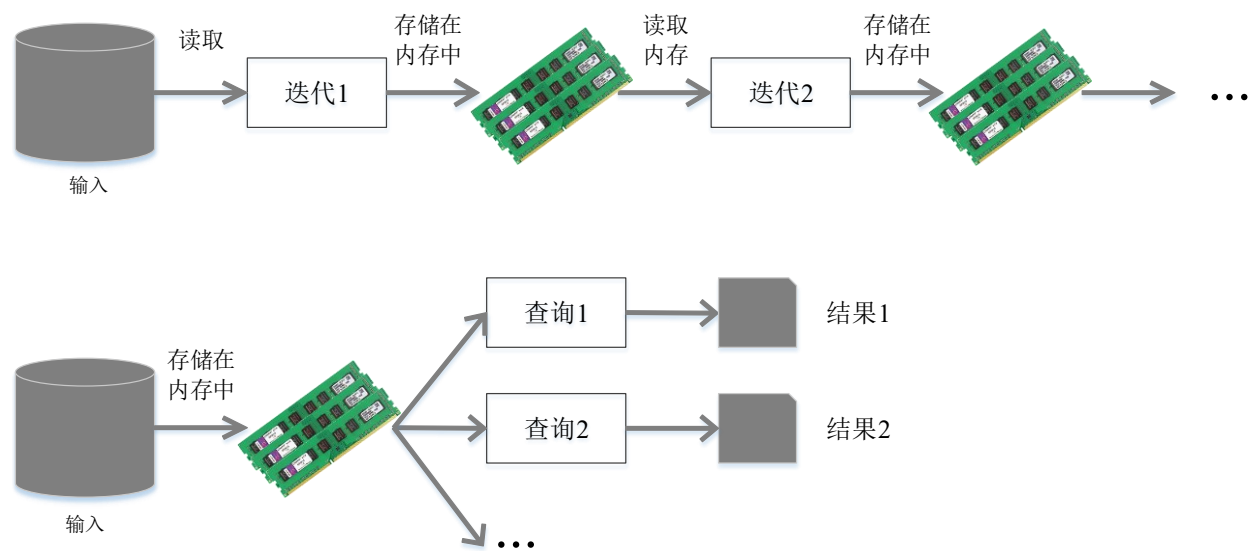 读取
迭代1
存储在
内存中
读取
内存
迭代2
存储在
内存中
...
输入
存储在
内存中
查询1
结果1
查询2
结果2
...
输入